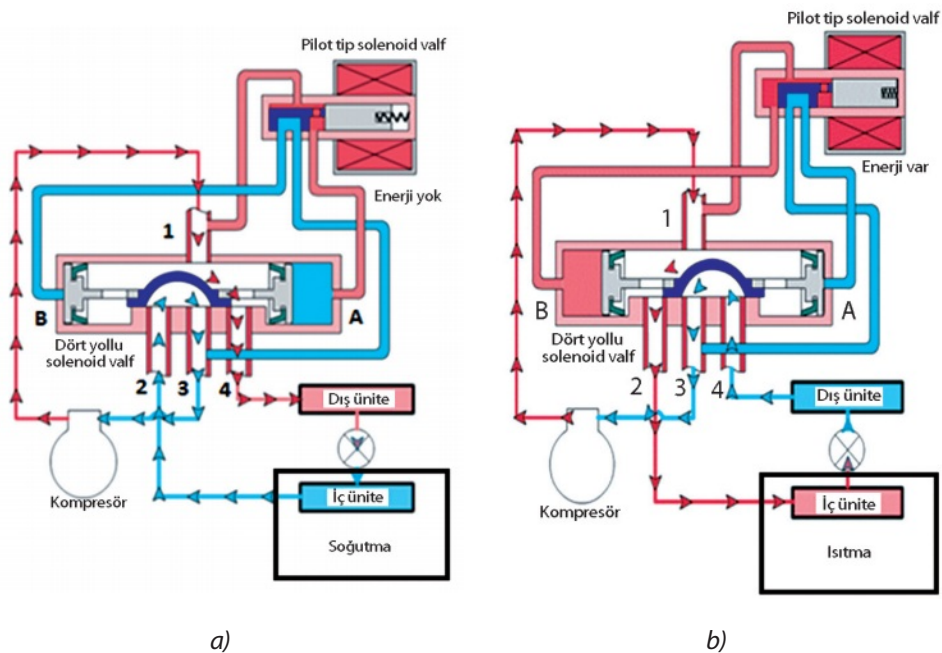 Pilot tip solenoid valf
Enerji yok
1
B
A
Dört yollu
solenoid valf
2
3
4
Dış ünite
Kompresör
İç ünite
Soğutma
a)
Pilot tip solenoid valf
Enerji var
1
B
A
Dört yollu
solenoid valf
2
3
4
Dış ünite
Kompresör
İç ünite
Isıtma
b)